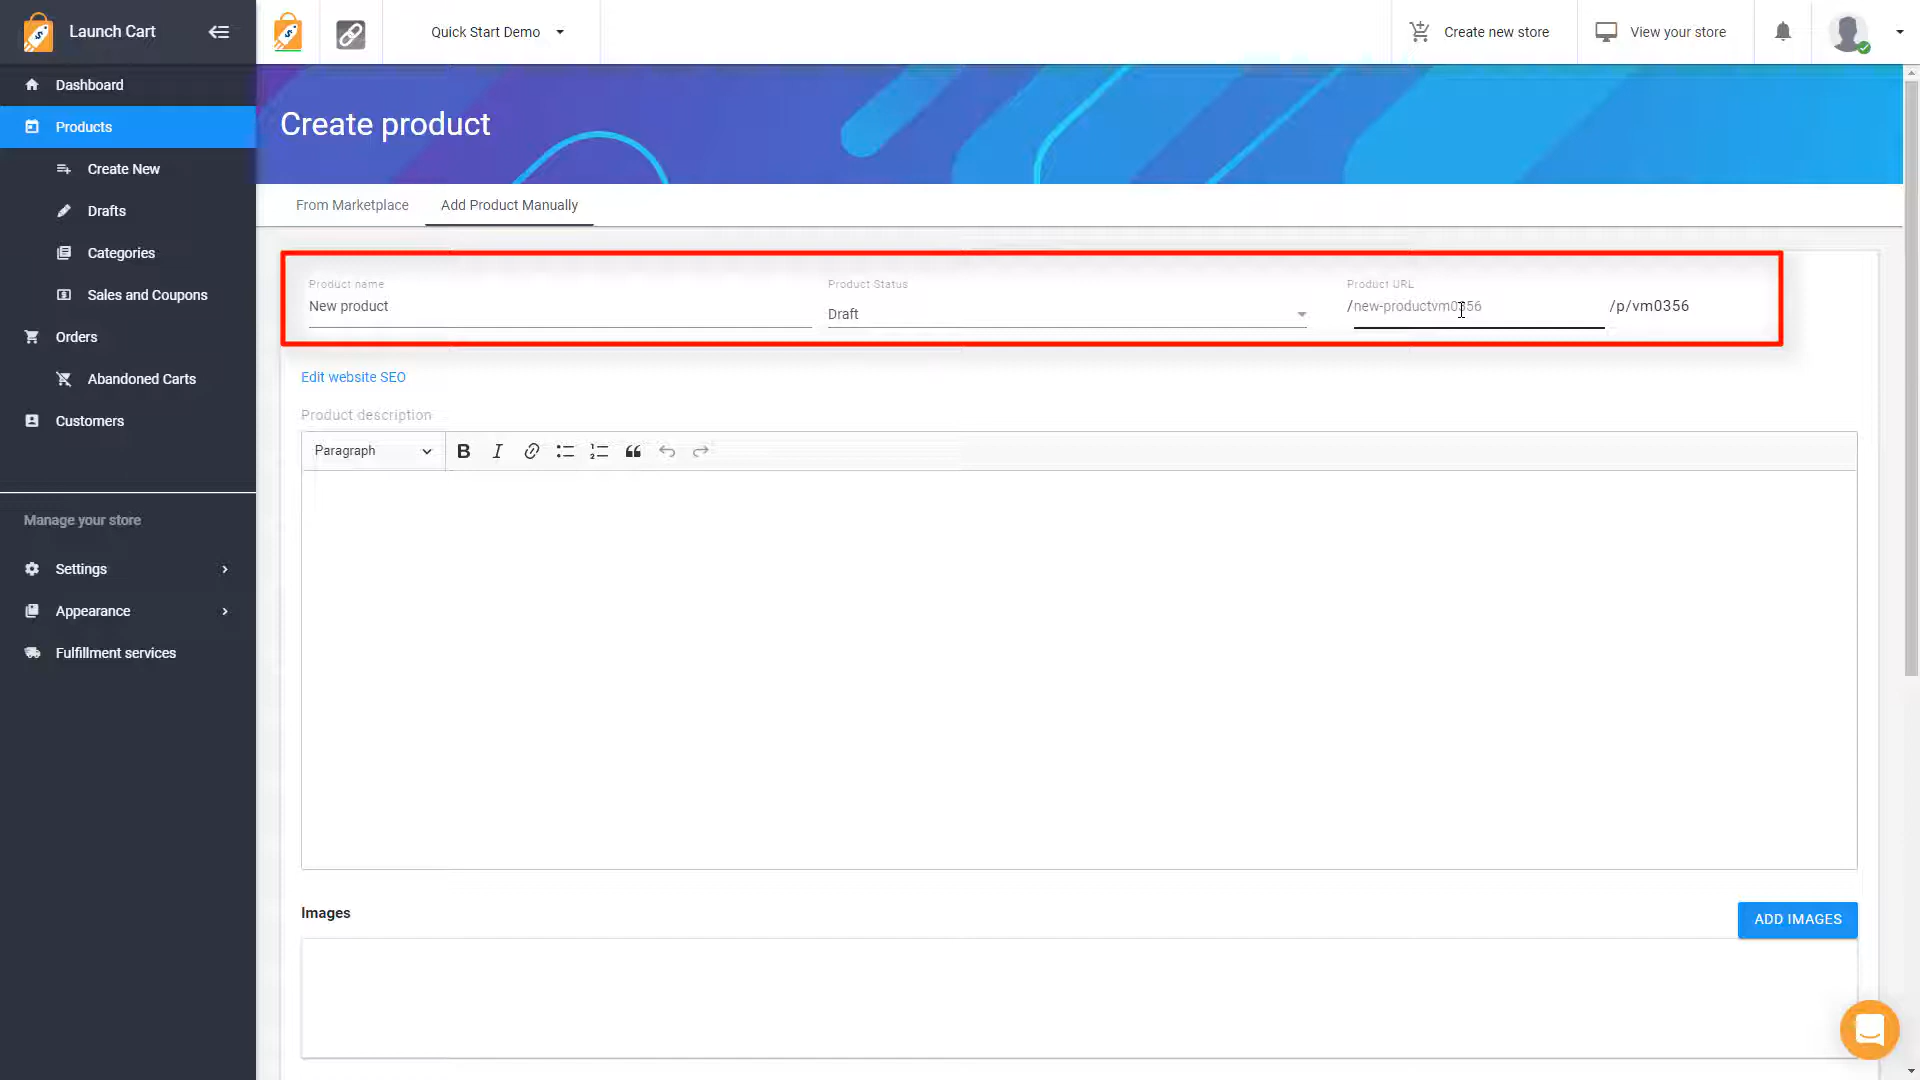 Launch Cart
Quick Start Demo
Create new store
View your store
Dashboard
Products
Create New
Drafts
Categories
Sales and Coupons
Orders
Abandoned Carts
Customers
Manage your store
Settings
Appearance
Fulfillment services
Create product
From Marketplace
Add Product Manually
Product name
New product
Product Status
Draft
Product URL
/new-productvm0356
/p/vm0356
Edit website SEO
Product description
Paragraph
Images
ADD IMAGES